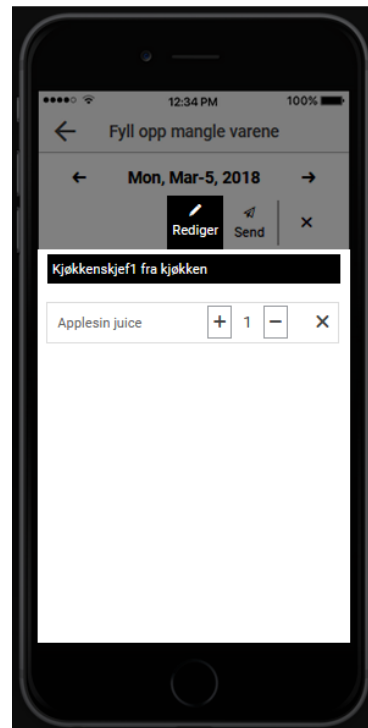 12:34 PM 100%
Fyll opp mangle varene
Mon, Mar-5, 2018
Rediger Send
Kjøkkenskjef1 fra kjøkken
Applesin juice + 1 − ×